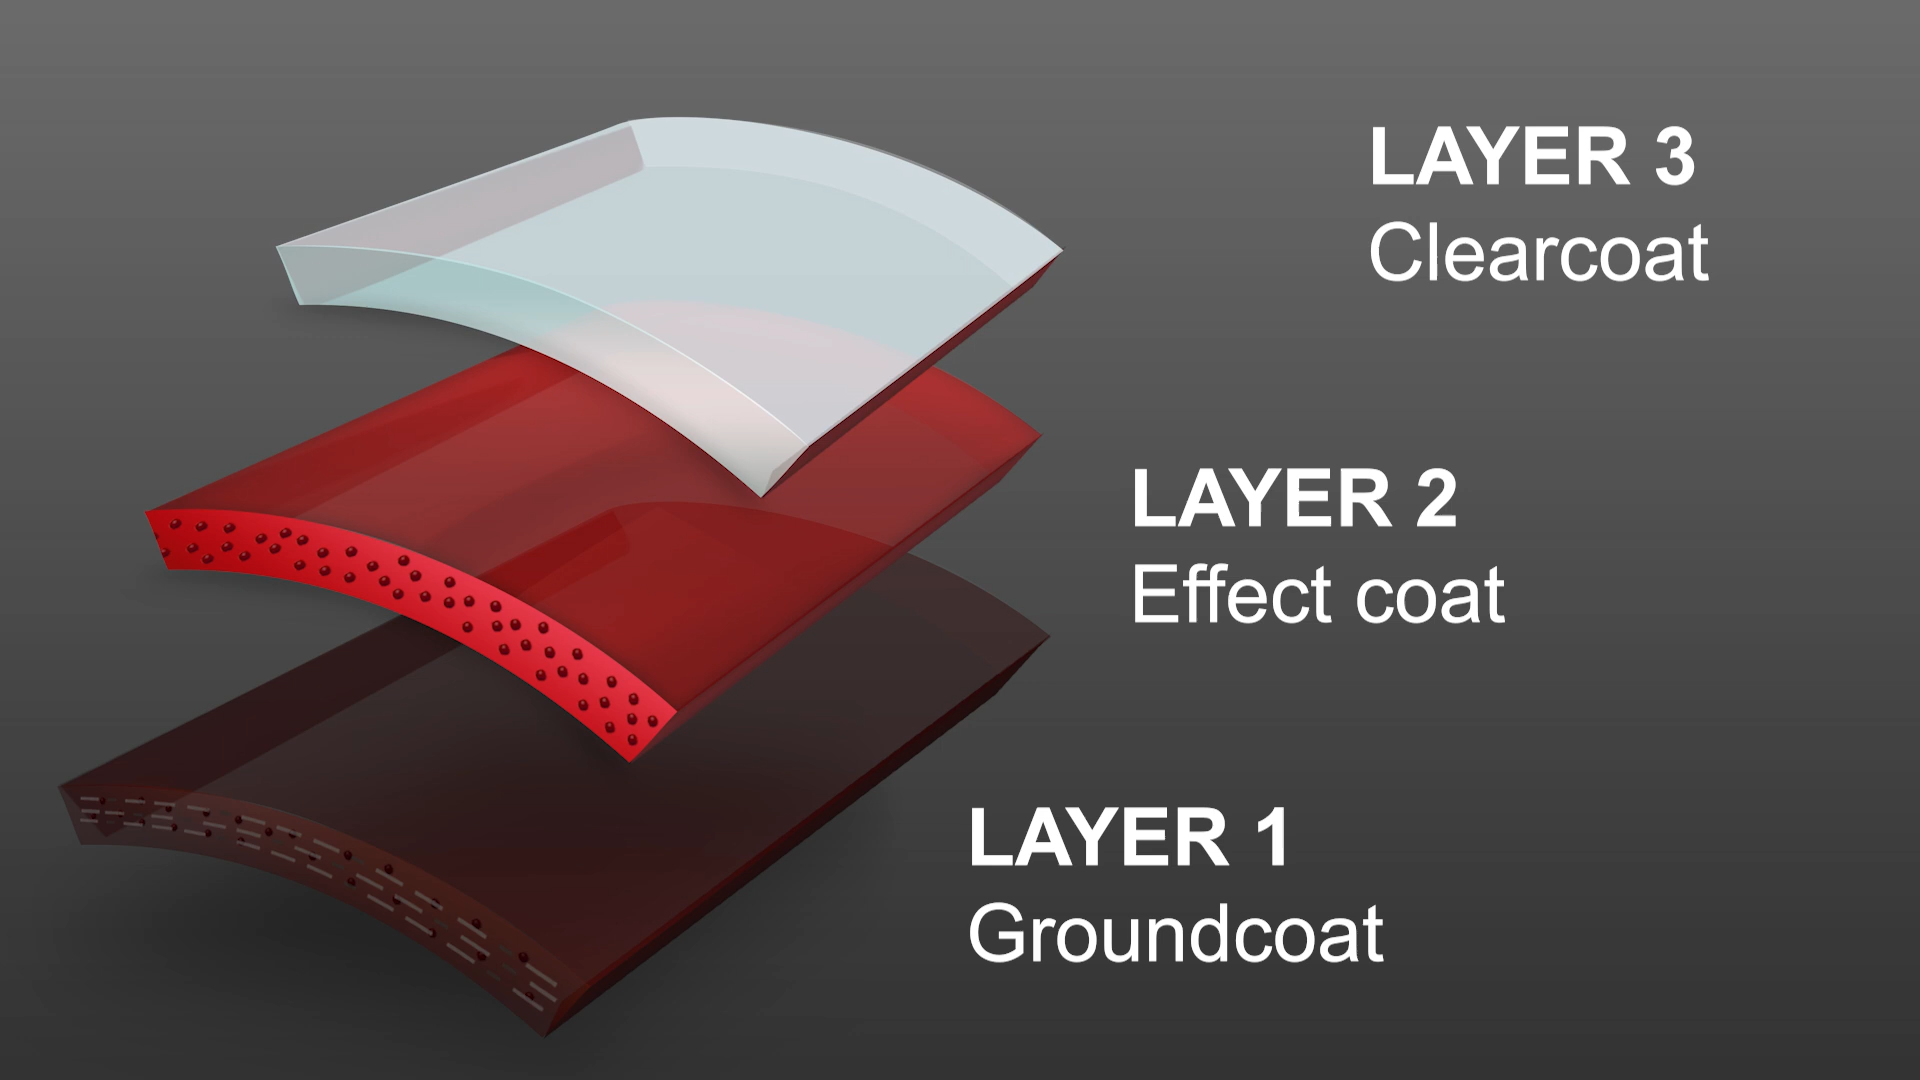 LAYER 3
Clearcoat
LAYER 2
Effect coat
LAYER 1
Groundcoat